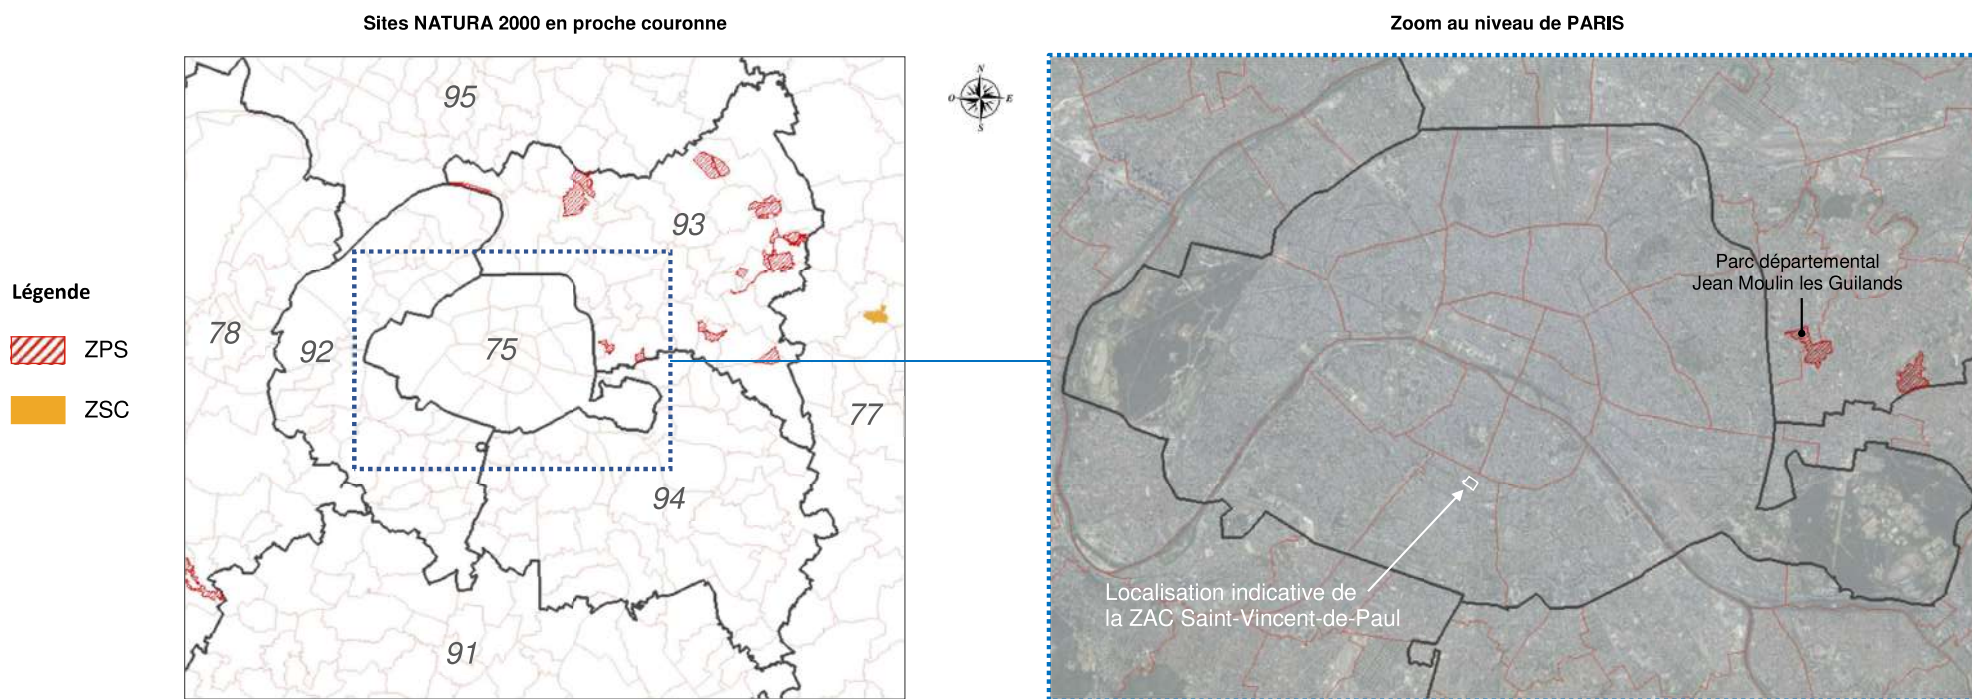 Sites NATURA 2000 en proche couronne
Zoom au niveau de PARIS
N
O
E
S
95
93
78
92
75
77
94
91
Légende
ZPS
ZSC
Parc départemental
Jean Moulin les Guilands
Localisation indicative de
la ZAC Saint-Vincent-de-Paul